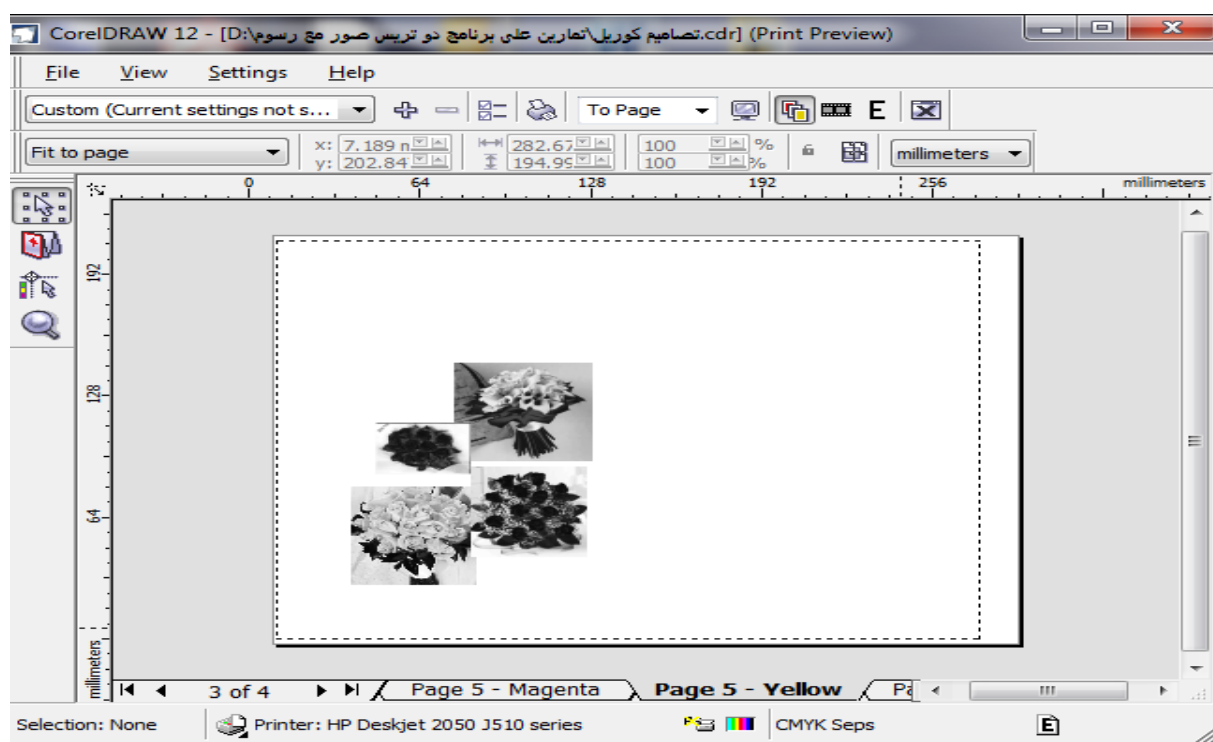 CorelDRAW 12 - [D:\تصاميم كوريل\تمارين على برنامج دو تريس صور مع رسوم.cdr] (Print Preview)
File View Settings Help
Custom (Current settings not s... To Page E
Fit to page x: 7.189 n 282.67 100 % millimeters
y: 202.84 194.99 100 %
0 64 128 192 256 millimeters
192
128
64
millimeters
3 of 4 Page 5 - Magenta Page 5 - Yellow
Selection: None Printer: HP Deskjet 2050 J510 series CMYK Seps E